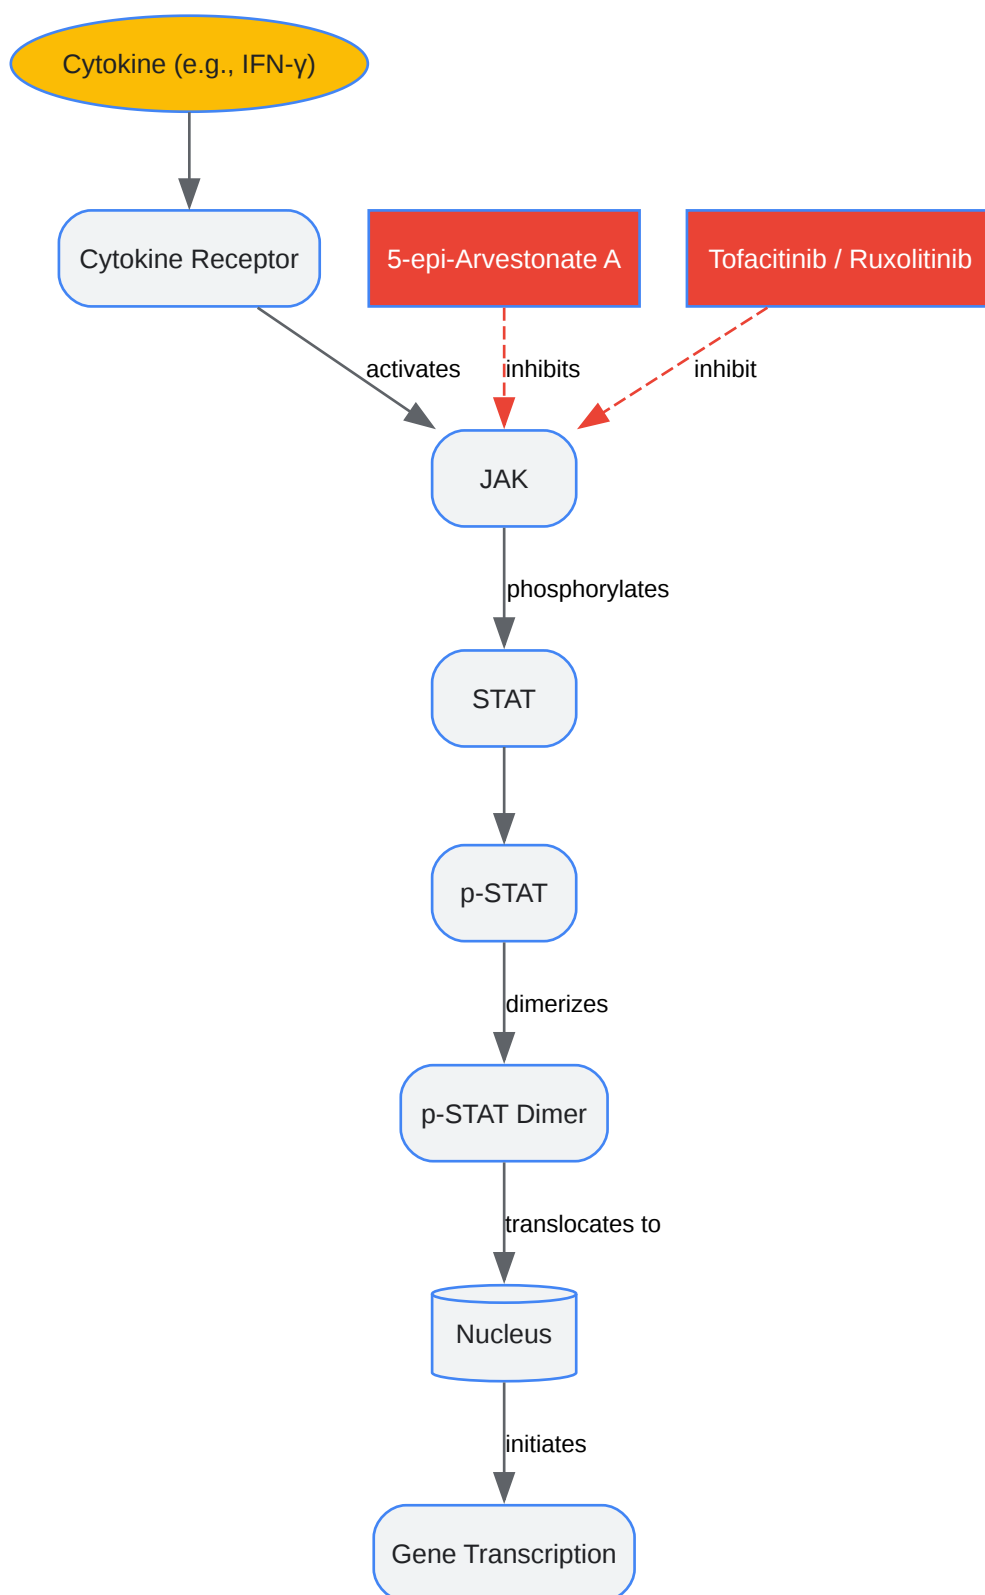 Cytokine (e.g., IFN-γ)
Cytokine Receptor
5-epi-Arvestonate A
Tofacitinib / Ruxolitinib
activates
inhibits
inhibit
JAK
phosphorylates
STAT
p-STAT
dimerizes
p-STAT Dimer
translocates to
Nucleus
initiates
Gene Transcription